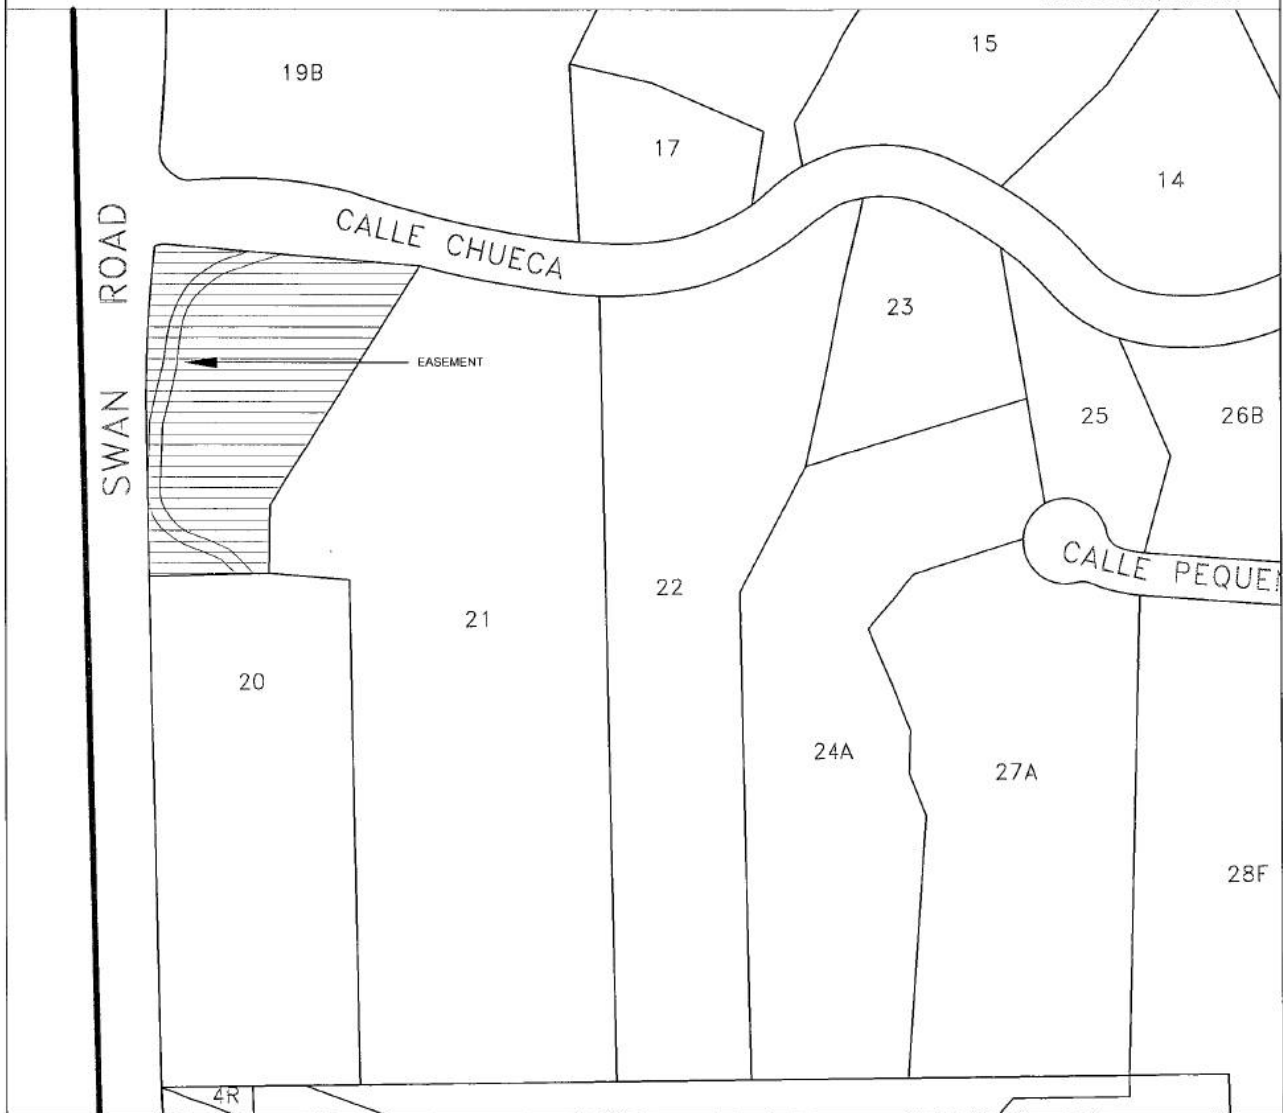 15
19B
17
14
SWAN ROAD
CALLE CHUECA
23
EASEMENT
25
26B
CALLE PEQUE
22
21
20
24A
27A
28F
4R